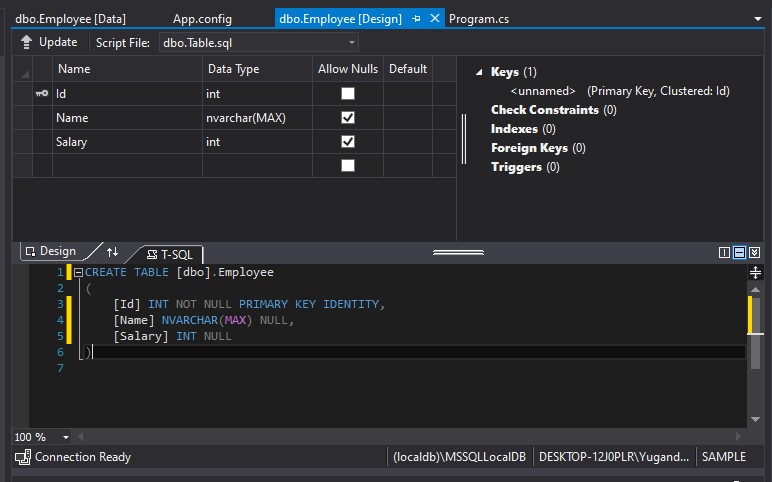 dbo.Employee [Data] App.config dbo.Employee [Design] Program.cs
Update Script File: dbo.Table.sql
Name Data Type Allow Nulls Default
Id int
Name nvarchar(MAX)
Salary int
Keys (1)
<unnamed> (Primary Key, Clustered: Id)
Check Constraints (0)
Indexes (0)
Foreign Keys (0)
Triggers (0)
Design T-SQL
1 CREATE TABLE [dbo].Employee
2 (
3 [Id] INT NOT NULL PRIMARY KEY IDENTITY,
4 [Name] NVARCHAR(MAX) NULL,
5 [Salary] INT NULL
6 )
7
100 %
Connection Ready (localdb)\MSSQLLocalDB DESKTOP-12J0PLR\Yugand... SAMPLE